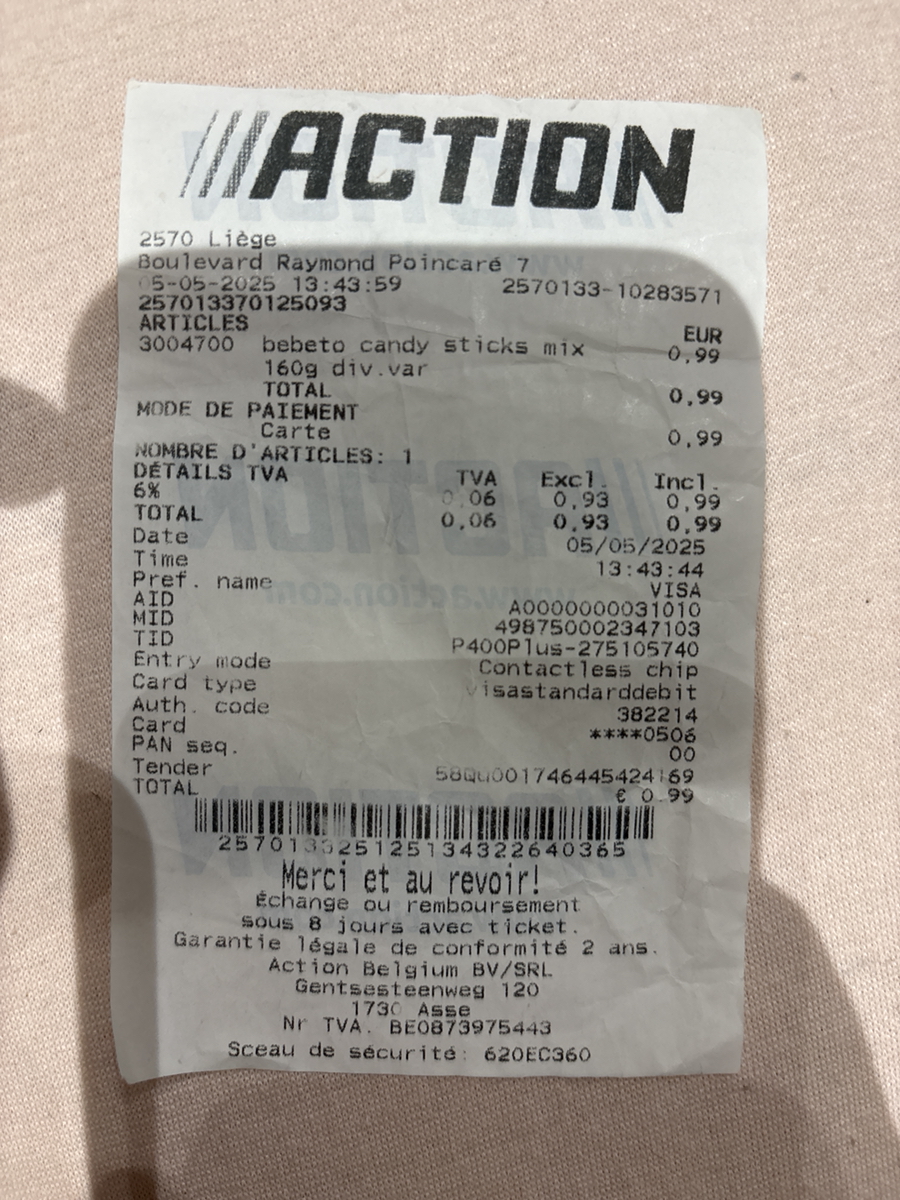 ///ACTION
2570 Liège
Boulevard Raymond Poincaré 7
05-05-2025 13:43:59 2570133-10283571
257013370125093
ARTICLES EUR
3004700 bebeto candy sticks mix 0,99
160g div.var
TOTAL 0,99
MODE DE PAIEMENT
Carte 0,99
NOMBRE D'ARTICLES: 1
DÉTAILS TVA TVA Excl. Incl.
6% 0,06 0,93 0,99
TOTAL 0,06 0,93 0,99
Date 05/05/2025
Time 13:43:44
Pref. name VISA
AID A0000000031010
MID 498750002347103
TID P400Plus-275105740
Entry mode Contactless chip
Card type visastandarddebit
Auth. code 382214
Card ****0506
PAN seq. 00
Tender
TOTAL € 0.99
Merci et au revoir!
Échange ou remboursement
sous 8 jours avec ticket.
Garantie légale de conformité 2 ans.
Action Belgium BV/SRL
Gentsesteenweg 120
1730 Asse
Nr TVA. BE0873975443
Sceau de sécurité: 620EC360